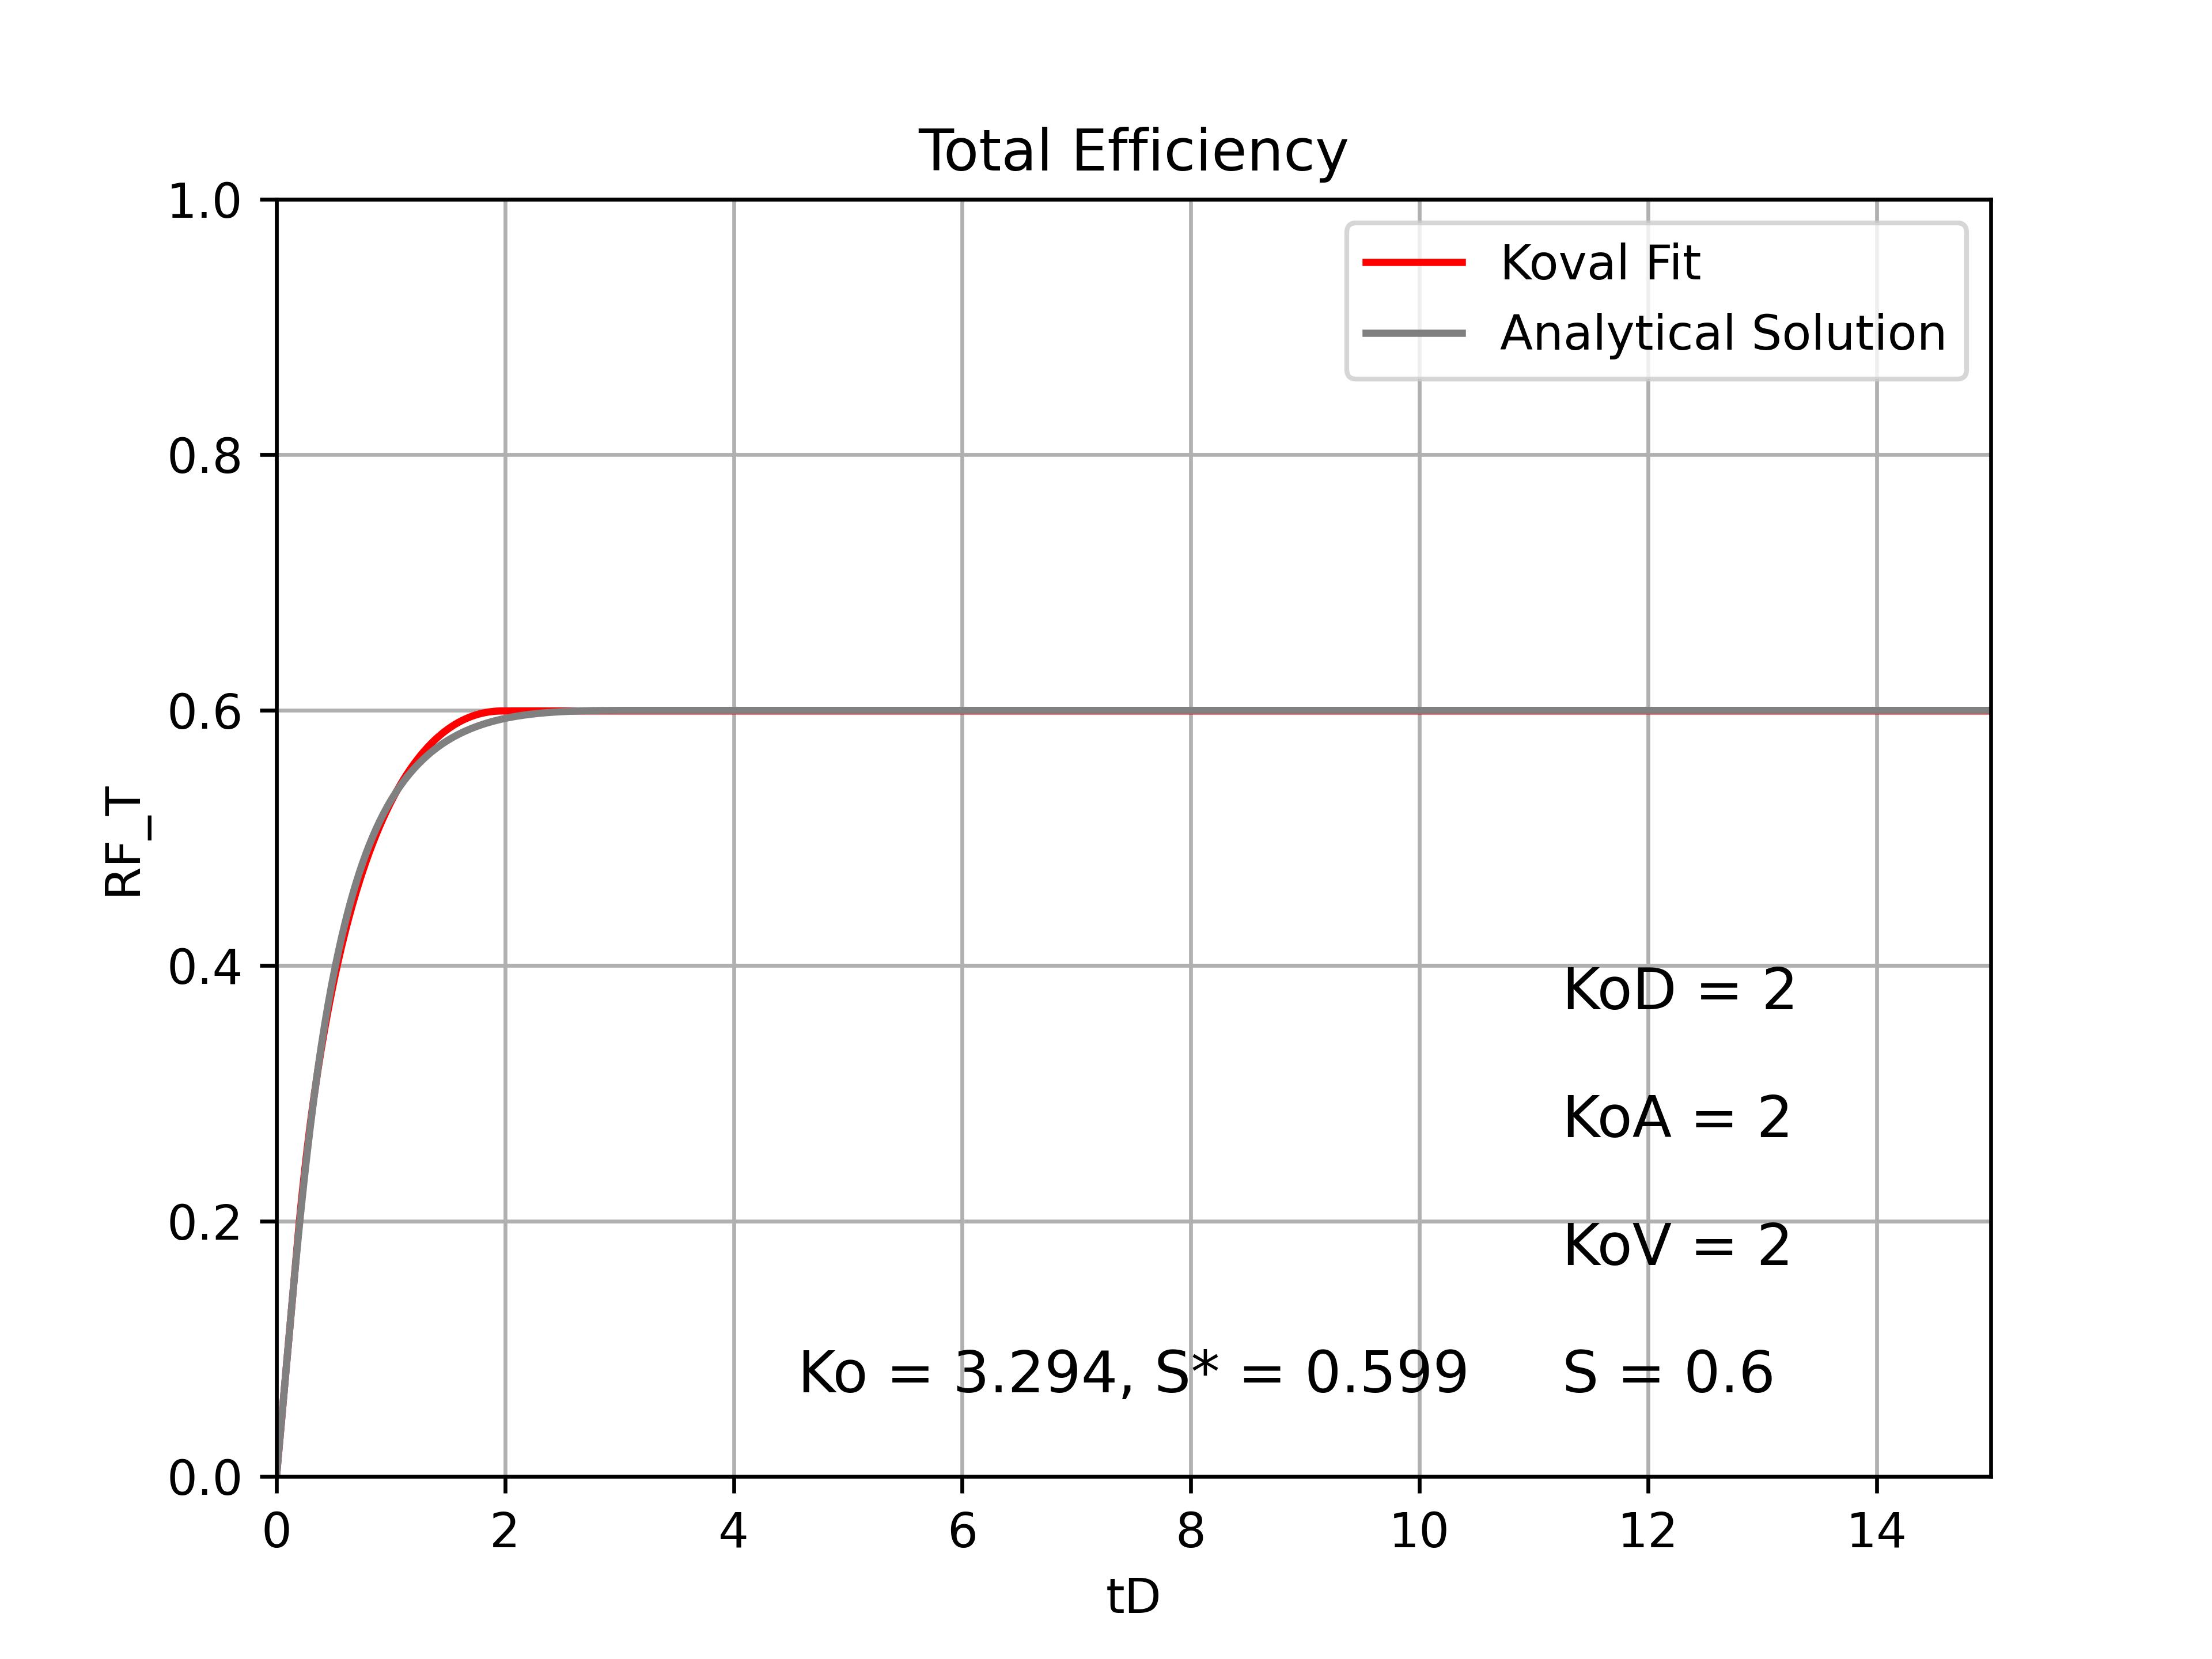 Total Efficiency
1.0
0.8
0.6
0.4
0.2
0.0
RF_T
Koval Fit
Analytical Solution
KoD = 2
KoA = 2
KoV = 2
Ko = 3.294, S* = 0.599
S = 0.6
0 2 4 6 8 10 12 14
tD